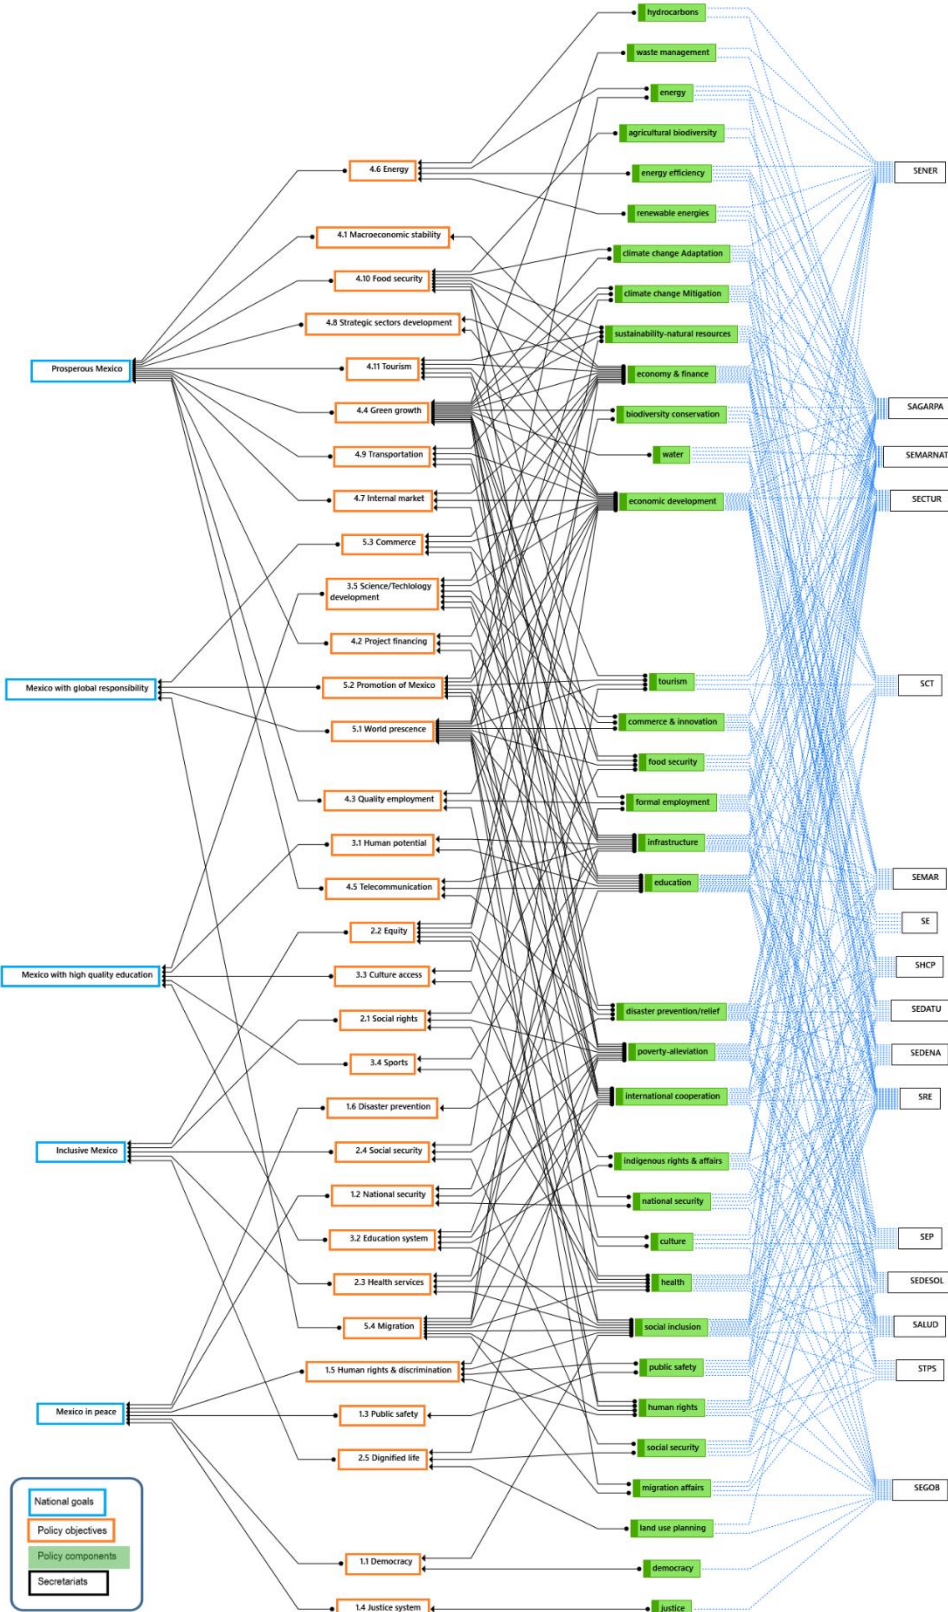 hydrocarbons
waste management
energy
agricultural biodiversity
4.6 Energy
energy efficiency
SENER
renewable energies
4.1 Macroeconomic stability
climate change Adaptation
4.10 Food security
climate change Mitigation
4.8 Strategic sectors development
sustainability-natural resources
Prosperous Mexico
4.11 Tourism
economy & finance
4.4 Green growth
biodiversity conservation
SAGARPA
4.9 Transportation
water
SEMARNAT
4.7 Internal market
economic development
SECTUR
5.3 Commerce
3.5 Science/Techlology
development
4.2 Project financing
Mexico with global responsibility
5.2 Promotion of Mexico
tourism
SCT
5.1 World prescence
commerce & innovation
food security
4.3 Quality employment
formal employment
3.1 Human potential
infrastructure
4.5 Telecommunication
education
SEMAR
2.2 Equity
SE
Mexico with high quality education
3.3 Culture access
SHCP
2.1 Social rights
disaster prevention/relief
SEDATU
3.4 Sports
poverty-alleviation
SEDENA
1.6 Disaster prevention
international cooperation
SRE
Inclusive Mexico
2.4 Social security
indigenous rights & affairs
1.2 National security
national security
3.2 Education system
culture
SEP
2.3 Health services
health
SEDESOL
5.4 Migration
social inclusion
SALUD
1.5 Human rights & discrimination
public safety
STPS
Mexico in peace
1.3 Public safety
human rights
2.5 Dignified life
social security
migration affairs
SEGOB
National goals
Policy objectives
land use planning
Policy components
1.1 Democracy
democracy
Secretariats
1.4 Justice system
justice